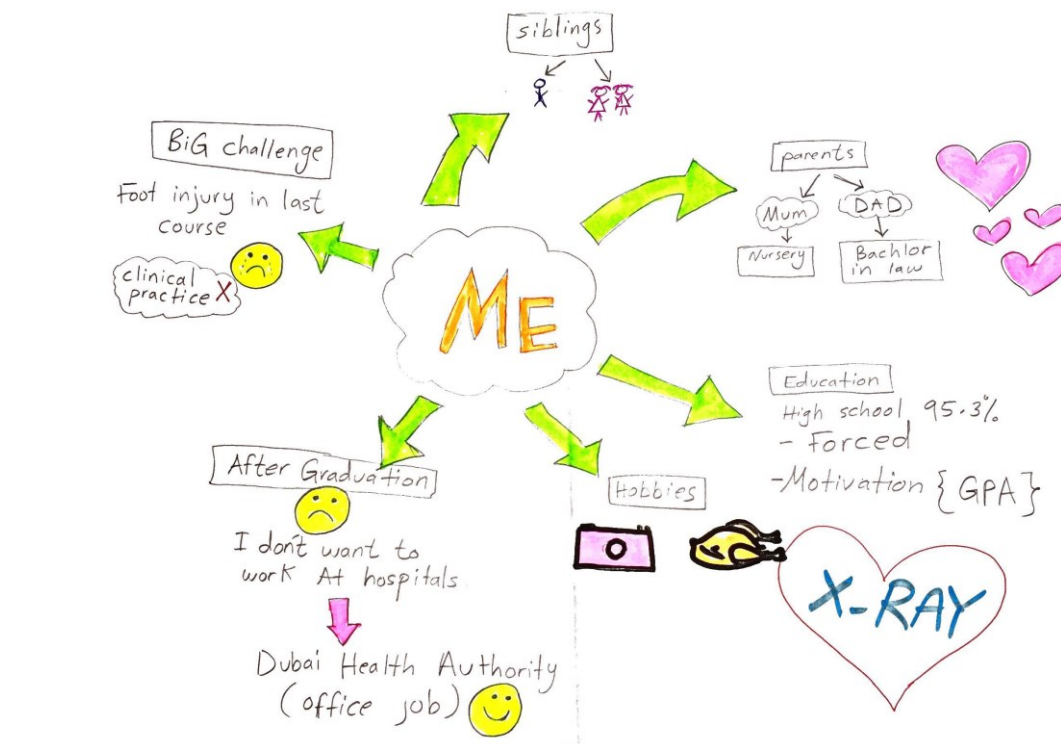 siblings
BiG challenge
Foot injury in last
course
clinical
practice X
parents
Mum
DAD
Nursery
Bachlor
in law
ME
Education
High school 95.3%
- Forced
-Motivation {GPA}
After Graduation
I don't want to
work At hospitals
Dubai Health Authority
(office job)
Hobbies
X-RAY